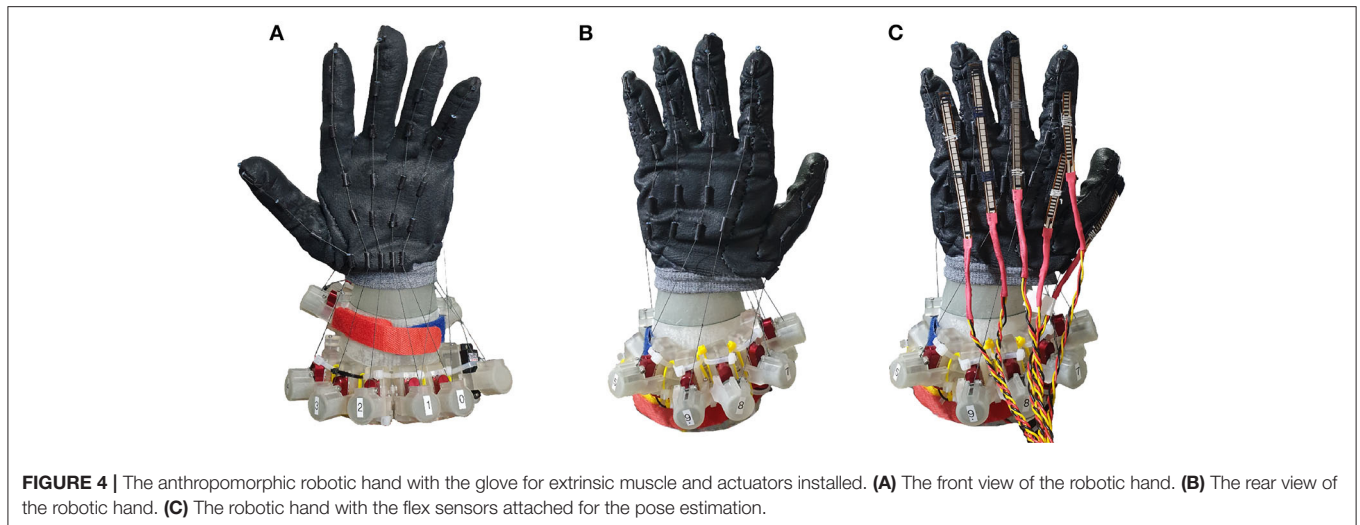 A
B
C
2
1
0
9
8
9
8
FIGURE 4 | The anthropomorphic robotic hand with the glove for extrinsic muscle and actuators installed. (A) The front view of the robotic hand. (B) The rear view of
the robotic hand. (C) The robotic hand with the flex sensors attached for the pose estimation.